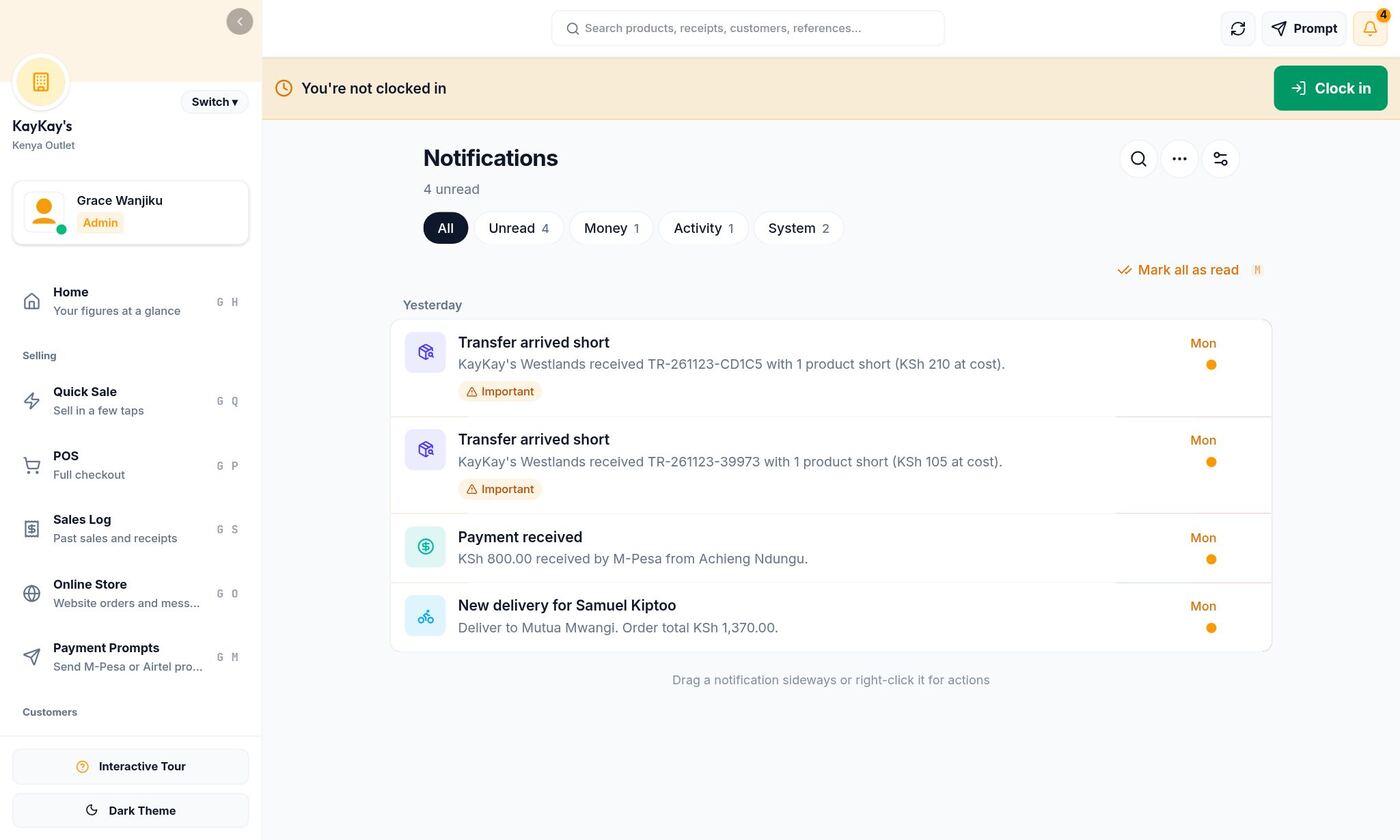 Search products, receipts, customers, references...
Prompt
4
Switch ▾
KayKay's
Kenya Outlet
Grace Wanjiku
Admin
Home
Your figures at a glance
G H
Selling
Quick Sale
Sell in a few taps
G Q
POS
Full checkout
G P
Sales Log
Past sales and receipts
G S
Online Store
Website orders and mess...
G O
Payment Prompts
Send M-Pesa or Airtel pro...
G M
Customers
Interactive Tour
Dark Theme
You're not clocked in
Clock in
Notifications
4 unread
All
Unread 4
Money 1
Activity 1
System 2
Mark all as read M
Yesterday
Transfer arrived short
Mon
KayKay's Westlands received TR-261123-CD1C5 with 1 product short (KSh 210 at cost).
Important
Transfer arrived short
Mon
KayKay's Westlands received TR-261123-39973 with 1 product short (KSh 105 at cost).
Important
Payment received
Mon
KSh 800.00 received by M-Pesa from Achieng Ndungu.
New delivery for Samuel Kiptoo
Mon
Deliver to Mutua Mwangi. Order total KSh 1,370.00.
Drag a notification sideways or right-click it for actions